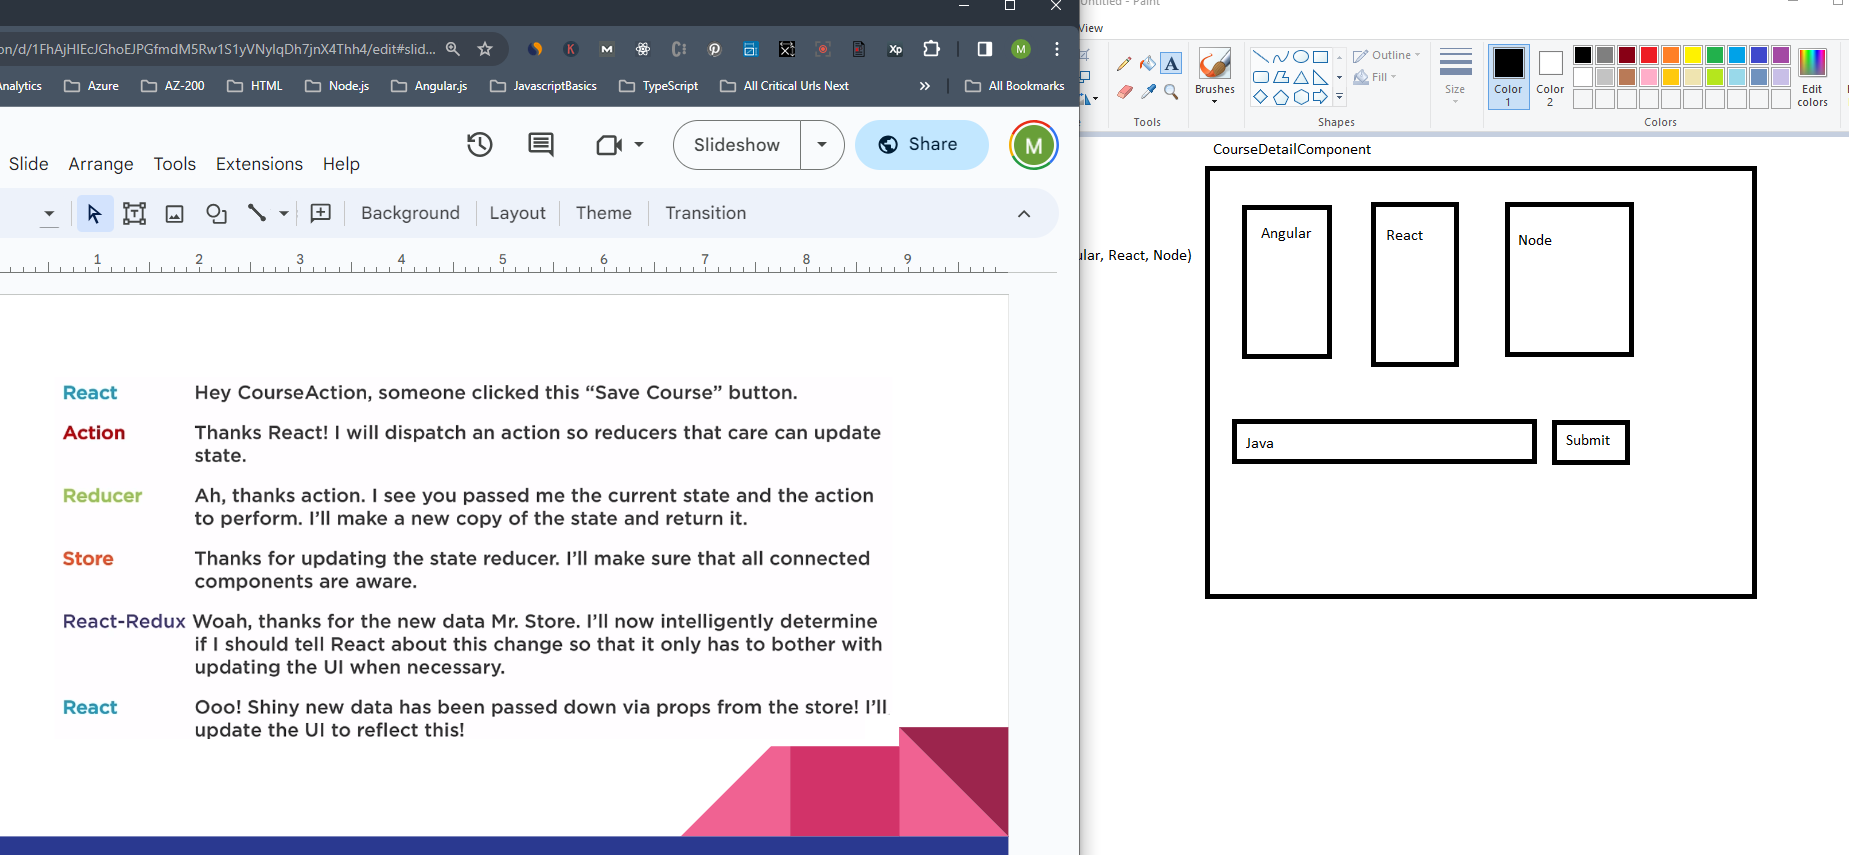 on/d/1FhAjHIEcJGhoEJPGfmdM5Rw1S1yVNylqDh7jnX4Thh4/edit#slid...
K
M
Xp
M
nalytics
Azure
AZ-200
HTML
Node.js
Angular.js
JavascriptBasics
TypeScript
All Critical Urls Next
»
All Bookmarks
Slide
Arrange
Tools
Extensions
Help
Slideshow
Share
M
Background
Layout
Theme
Transition
1 2 3 4 5 6 7 8 9
React Hey CourseAction, someone clicked this “Save Course” button.
Action Thanks React! I will dispatch an action so reducers that care can update
state.
Reducer Ah, thanks action. I see you passed me the current state and the action
to perform. I’ll make a new copy of the state and return it.
Store Thanks for updating the state reducer. I’ll make sure that all connected
components are aware.
React-Redux Woah, thanks for the new data Mr. Store. I’ll now intelligently determine
if I should tell React about this change so that it only has to bother with
updating the UI when necessary.
React Ooo! Shiny new data has been passed down via props from the store! I’ll
update the UI to reflect this!
Untitled - Paint
View
A
Tools
Brushes
Outline
Fill
Shapes
Size
Color
1
Color
2
Edit
colors
Colors
CourseDetailComponent
ular, React, Node)
Angular
React
Node
Java
Submit